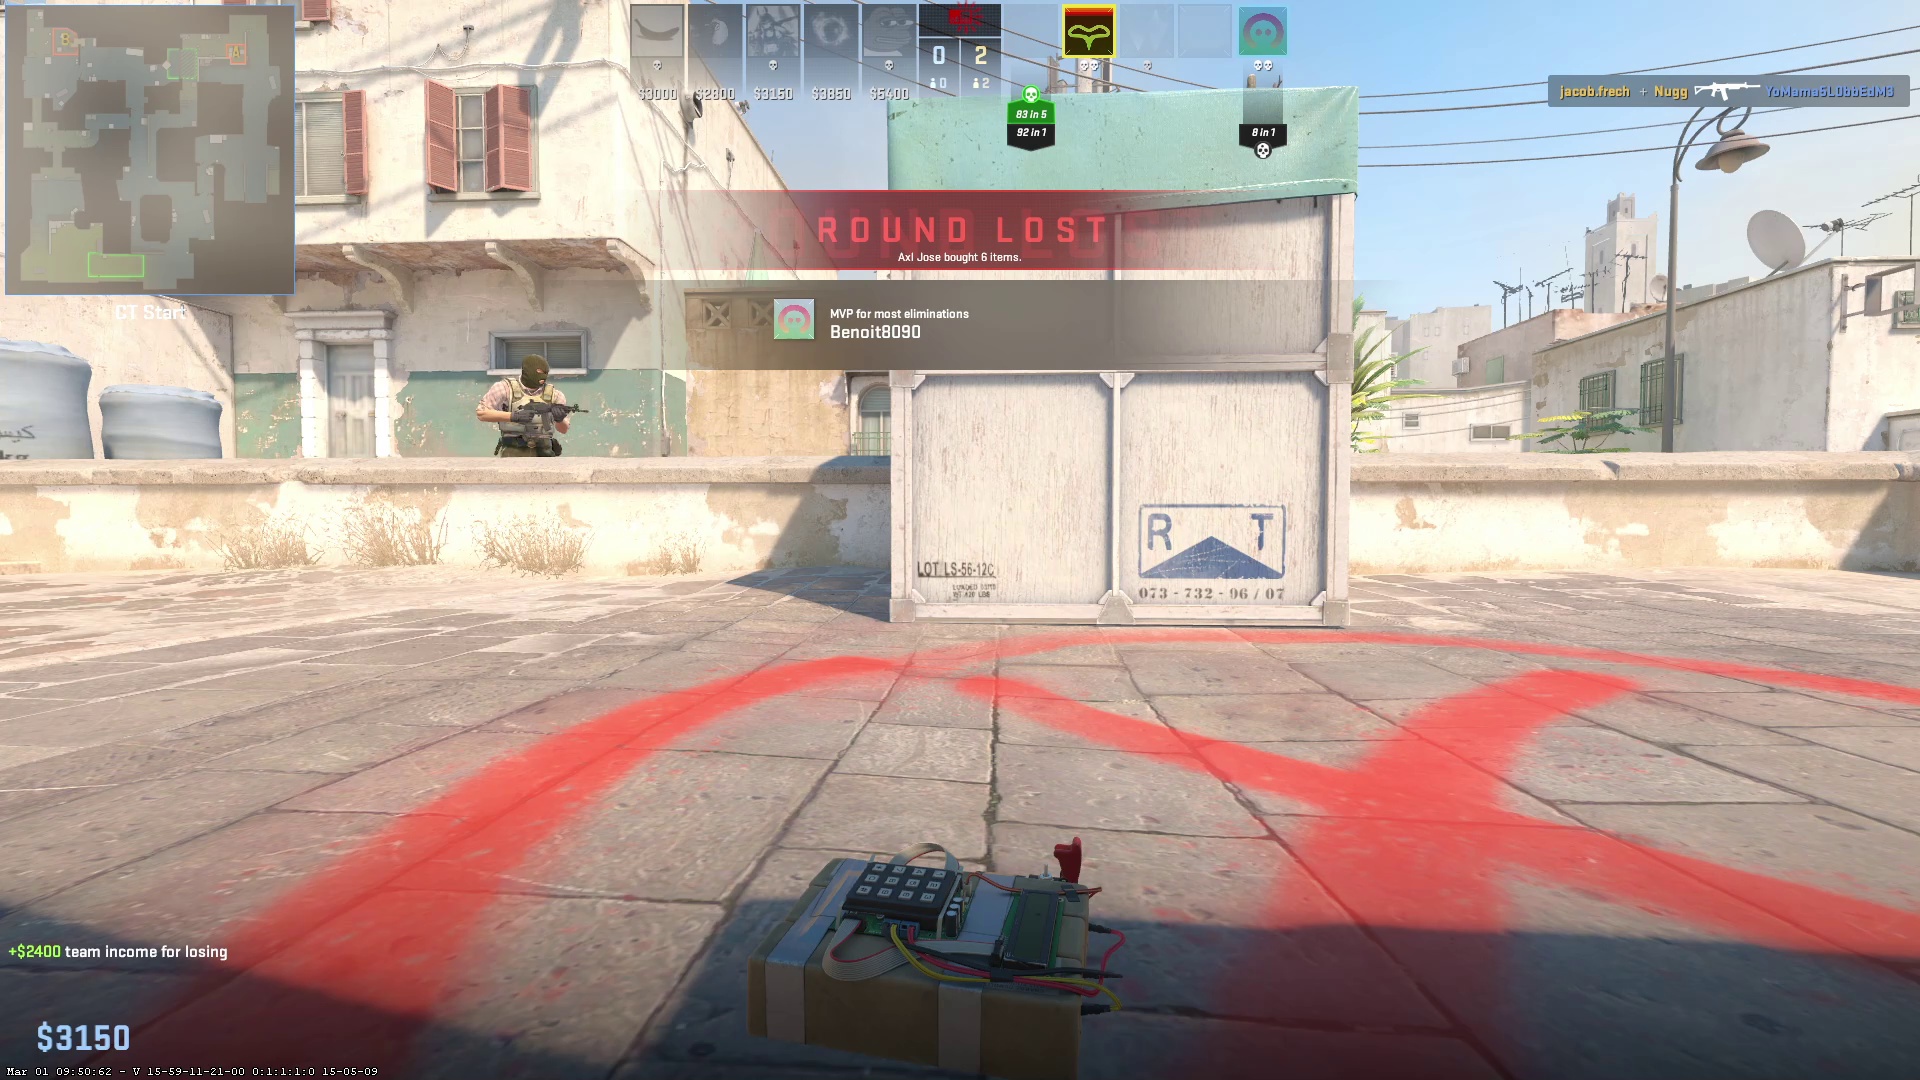 B
A
CT Start
$3000
$2800
$3150
$3850
$5400
0
2
0
2
83 in 5
92 in 1
8 in 1
jacob.frech + Nugg YoMama5L0bbEdM3
ROUND LOST
Axl Jose bought 6 items.
MVP for most eliminations
Benoit8090
R T
LOT LS-56-12C
073 - 732 - 96 / 07
+$2400 team income for losing
$3150
Mar 01 09:50:62 - V 15-59-11-21-00 0:1:1:1:0 15-05-09